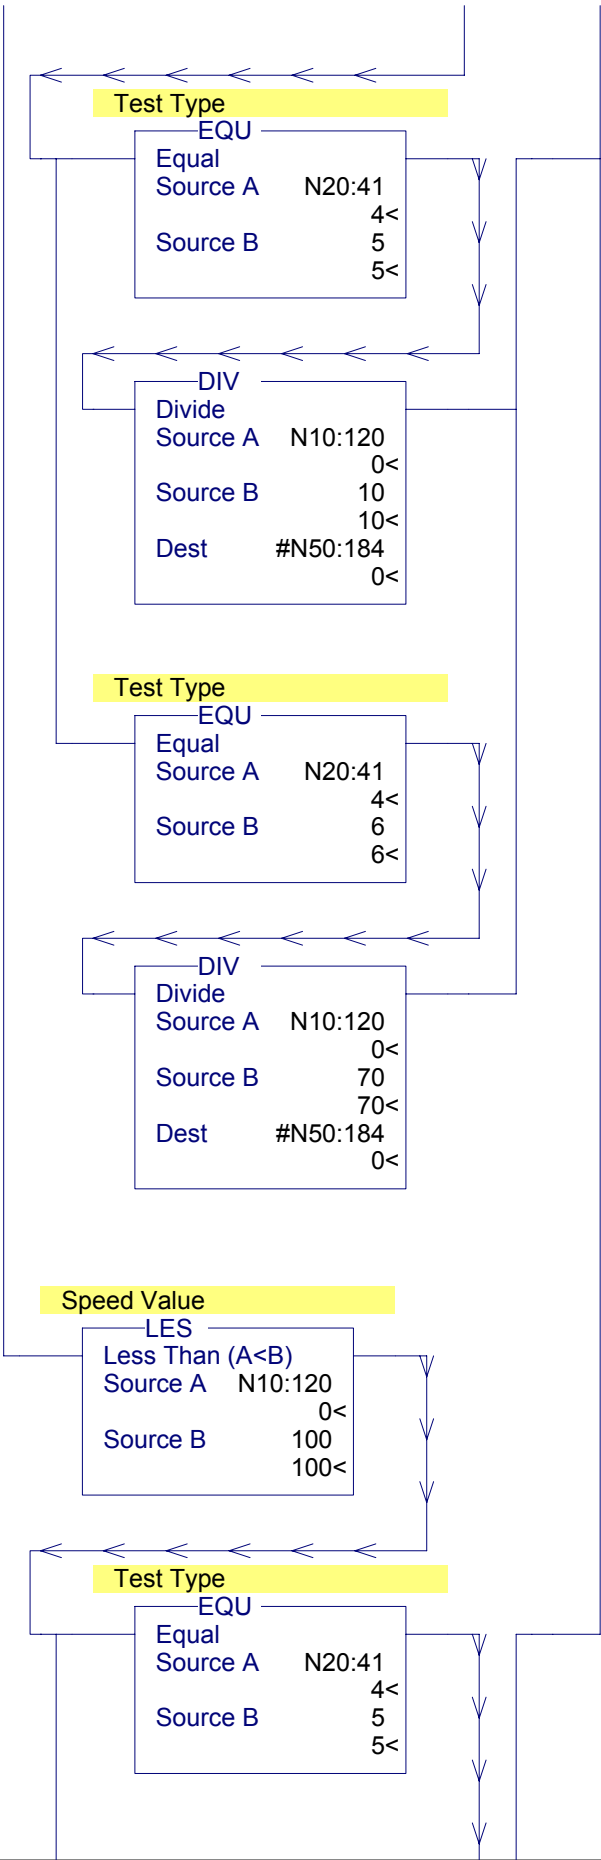 Test Type
EQU
Equal
Source A N20:41
4<
Source B 5
5<
DIV
Divide
Source A N10:120
0<
Source B 10
10<
Dest #N50:184
0<
Test Type
EQU
Equal
Source A N20:41
4<
Source B 6
6<
DIV
Divide
Source A N10:120
0<
Source B 70
70<
Dest #N50:184
0<
Speed Value
LES
Less Than (A<B)
Source A N10:120
0<
Source B 100
100<
Test Type
EQU
Equal
Source A N20:41
4<
Source B 5
5<